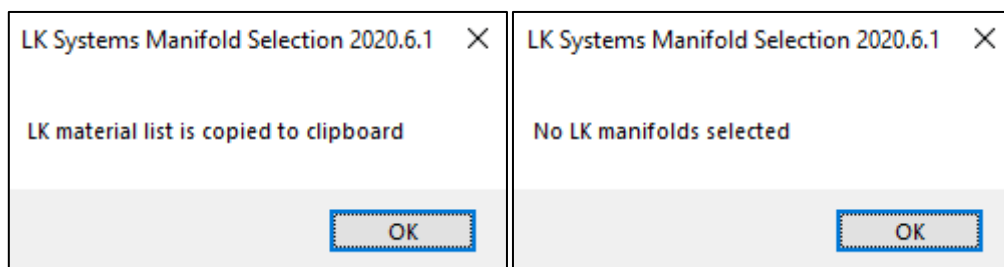 LK Systems Manifold Selection 2020.6.1
LK material list is copied to clipboard
OK
LK Systems Manifold Selection 2020.6.1
No LK manifolds selected
OK